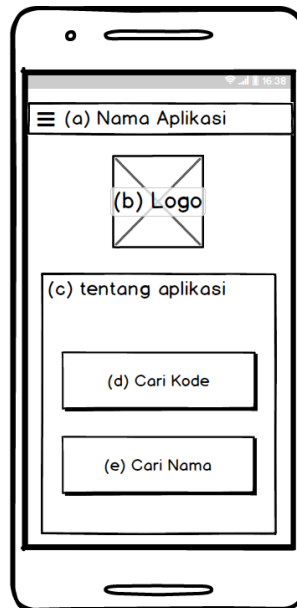 16:38
(a) Nama Aplikasi
(b) Logo
(c) tentang aplikasi
(d) Cari Kode
(e) Cari Nama